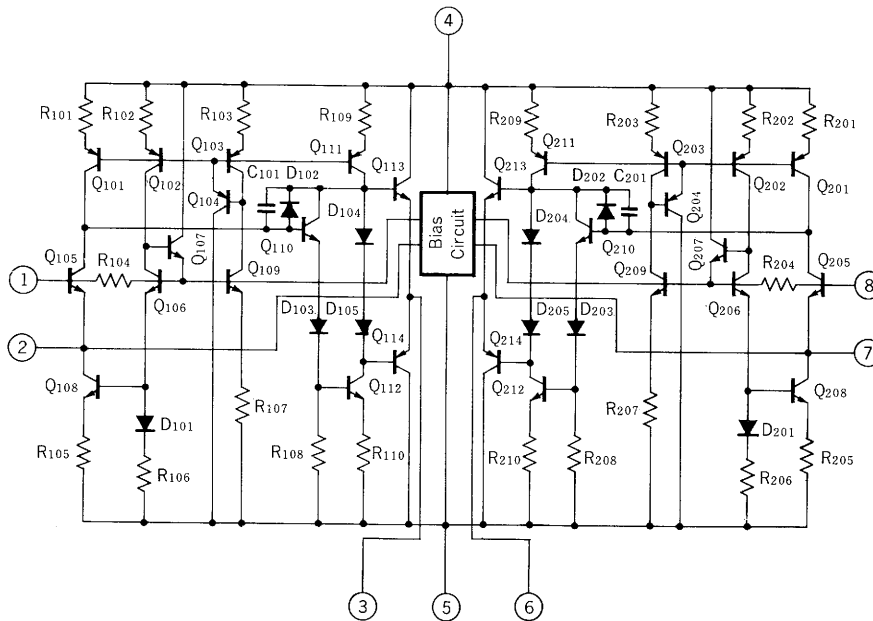 4
R101
R102
R103
R109
R209
R203
R202
R201
Q103
Q111
Q113
Q211
Q213
Q203
Q101
Q102
C101
D102
D202
C201
Q202
Q201
Q104
D104
D204
Q204
Q107
Q110
Bias
Circuit
Q210
Q207
Q105
R104
Q109
Q209
R204
Q205
1
8
Q106
Q206
D103
D105
D205
D203
2
Q114
Q214
7
Q108
Q112
Q212
Q208
R107
R207
D101
D201
R105
R106
R108
R110
R210
R208
R206
R205
3
5
6